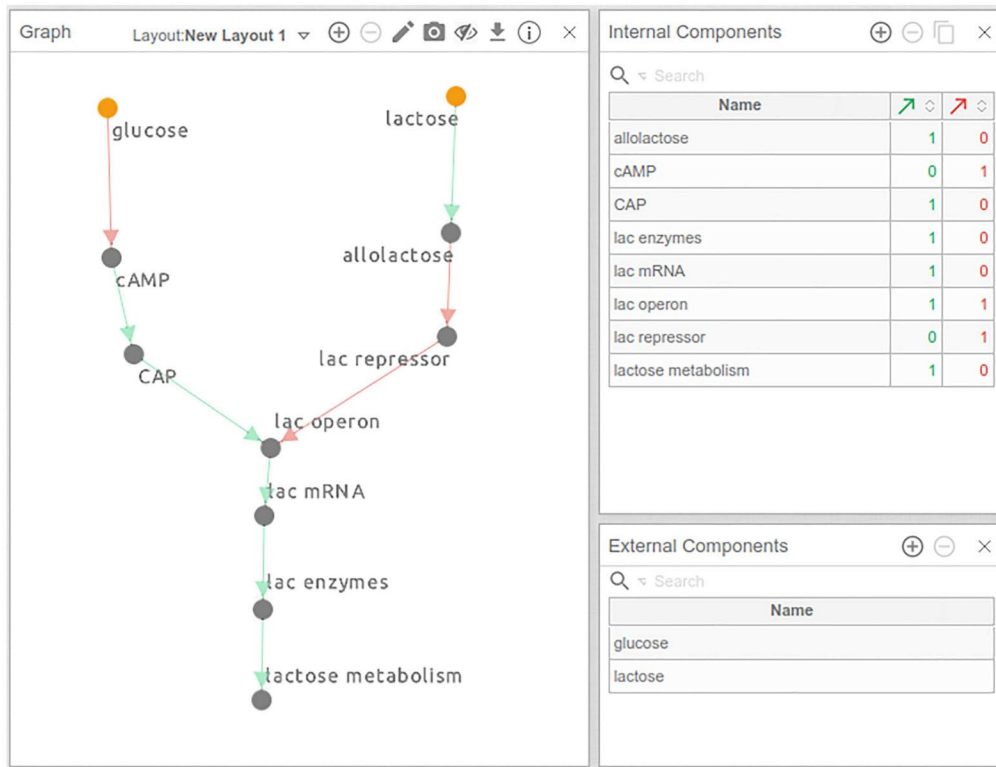 Graph
Layout:New Layout 1
glucose
lactose
allolactose
cAMP
lac repressor
CAP
lac operon
lac mRNA
lac enzymes
lactose metabolism
Internal Components
Search
Name
allolactose 1 0
cAMP 0 1
CAP 1 0
lac enzymes 1 0
lac mRNA 1 0
lac operon 1 1
lac repressor 0 1
lactose metabolism 1 0
External Components
Search
Name
glucose
lactose